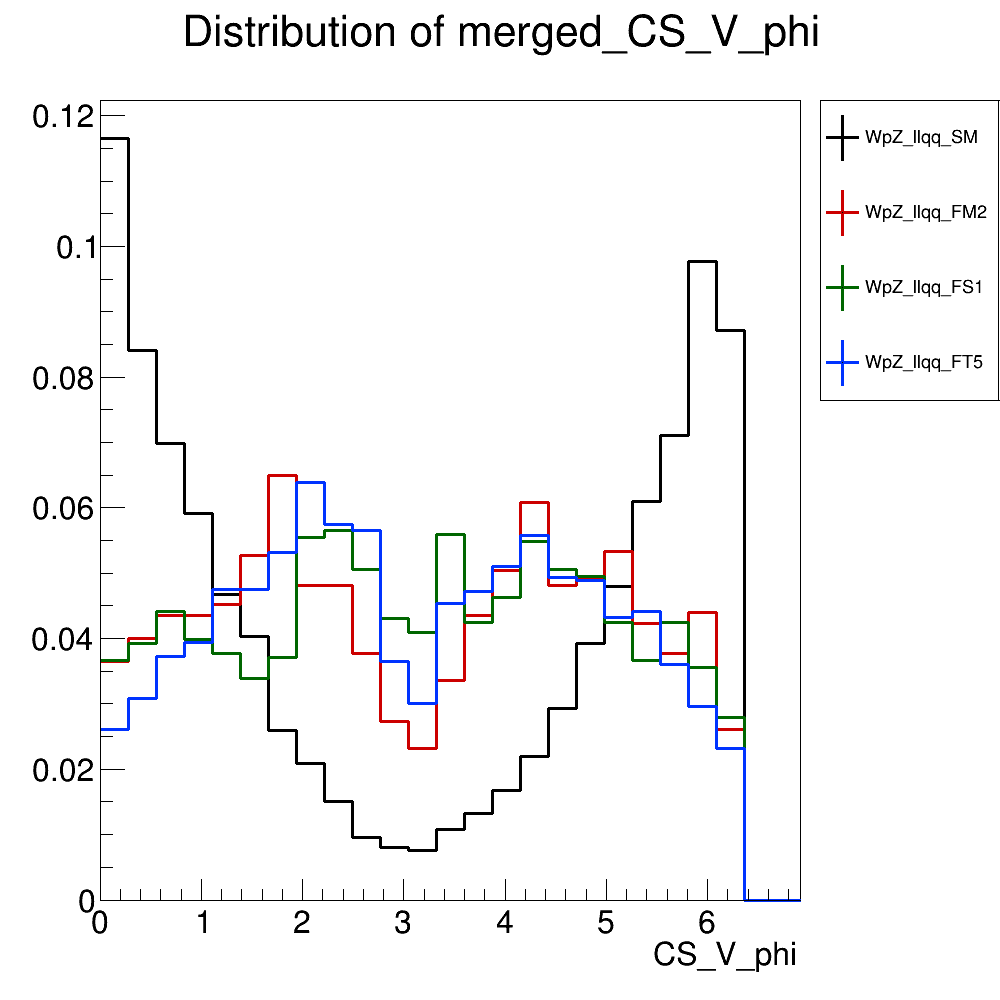 Distribution of merged_CS_V_phi
0.12
0.1
0.08
0.06
0.04
0.02
0
0 1 2 3 4 5 6
CS_V_phi
WpZ_llqq_SM
WpZ_llqq_FM2
WpZ_llqq_FS1
WpZ_llqq_FT5